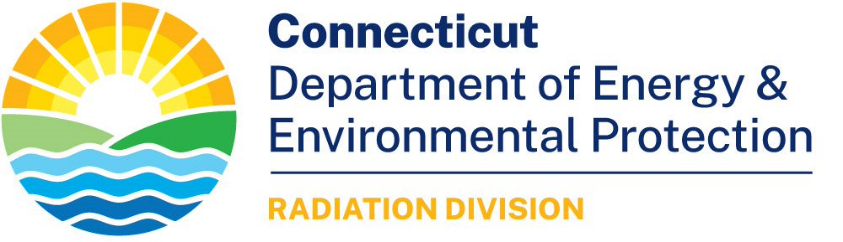 Connecticut
Department of Energy &
Environmental Protection
RADIATION DIVISION